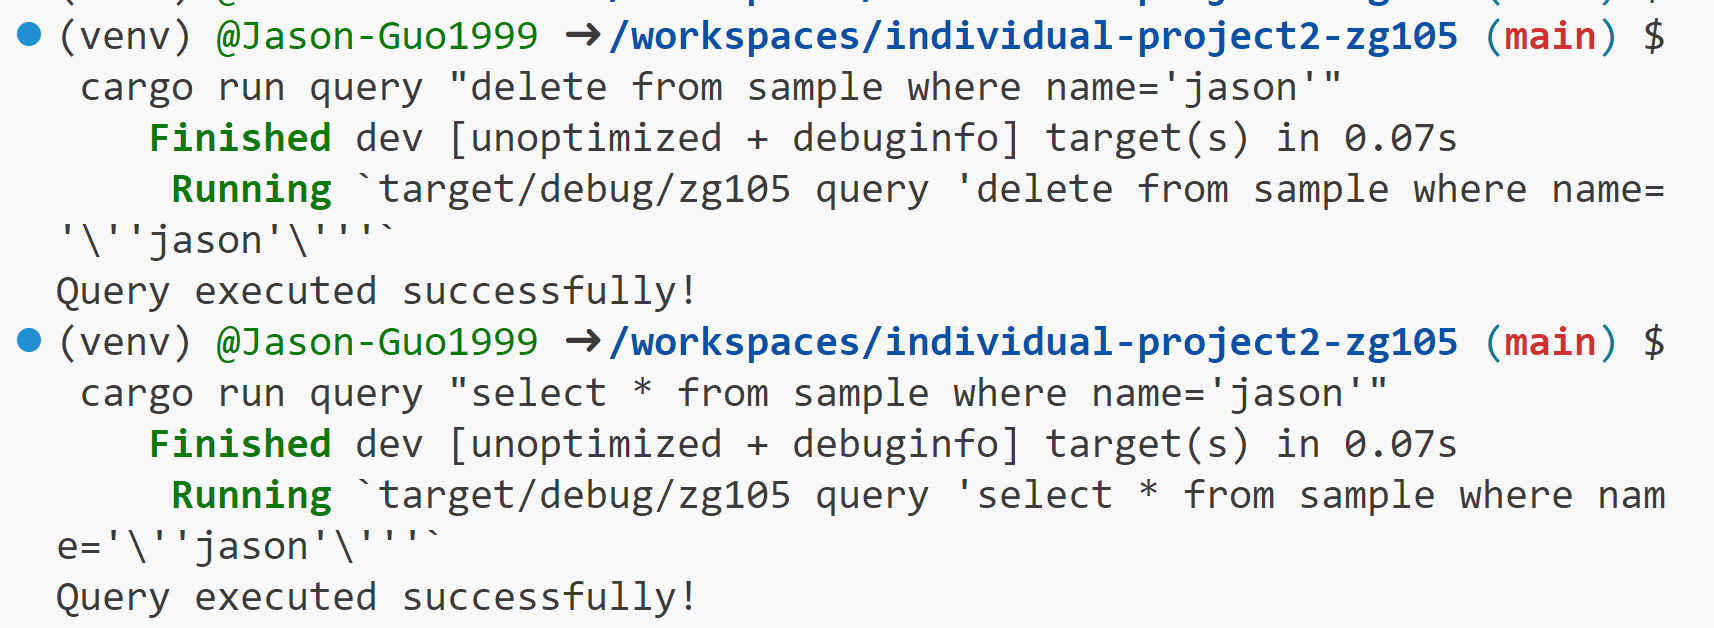 (venv) @Jason-Guo1999 →/workspaces/individual-project2-zg105 (main) $
 cargo run query "delete from sample where name='jason'"
    Finished dev [unoptimized + debuginfo] target(s) in 0.07s
     Running `target/debug/zg105 query 'delete from sample where name=
'\''jason'\'''`
Query executed successfully!
(venv) @Jason-Guo1999 →/workspaces/individual-project2-zg105 (main) $
 cargo run query "select * from sample where name='jason'"
    Finished dev [unoptimized + debuginfo] target(s) in 0.07s
     Running `target/debug/zg105 query 'select * from sample where nam
e='\''jason'\'''`
Query executed successfully!